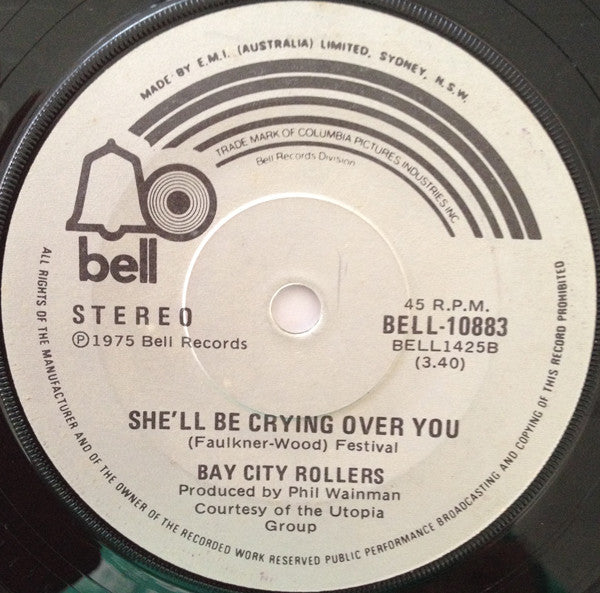 MADE BY E.M.I. (AUSTRALIA) LIMITED, SYDNEY, N.S.W.
TRADE MARK OF COLUMBIA PICTURES INDUSTRIES INC
Bell Records Division
bell
STEREO
℗1975 Bell Records
45 R.P.M.
BELL-10883
BELL1425B
(3.40)
SHE'LL BE CRYING OVER YOU
(Faulkner-Wood) Festival
BAY CITY ROLLERS
Produced by Phil Wainman
Courtesy of the Utopia
Group
ALL RIGHTS OF THE MANUFACTURER AND OF THE OWNER OF THE RECORDED WORK RESERVED PUBLIC PERFORMANCE BROADCASTING AND COPYING OF THIS RECORD PROHIBITED